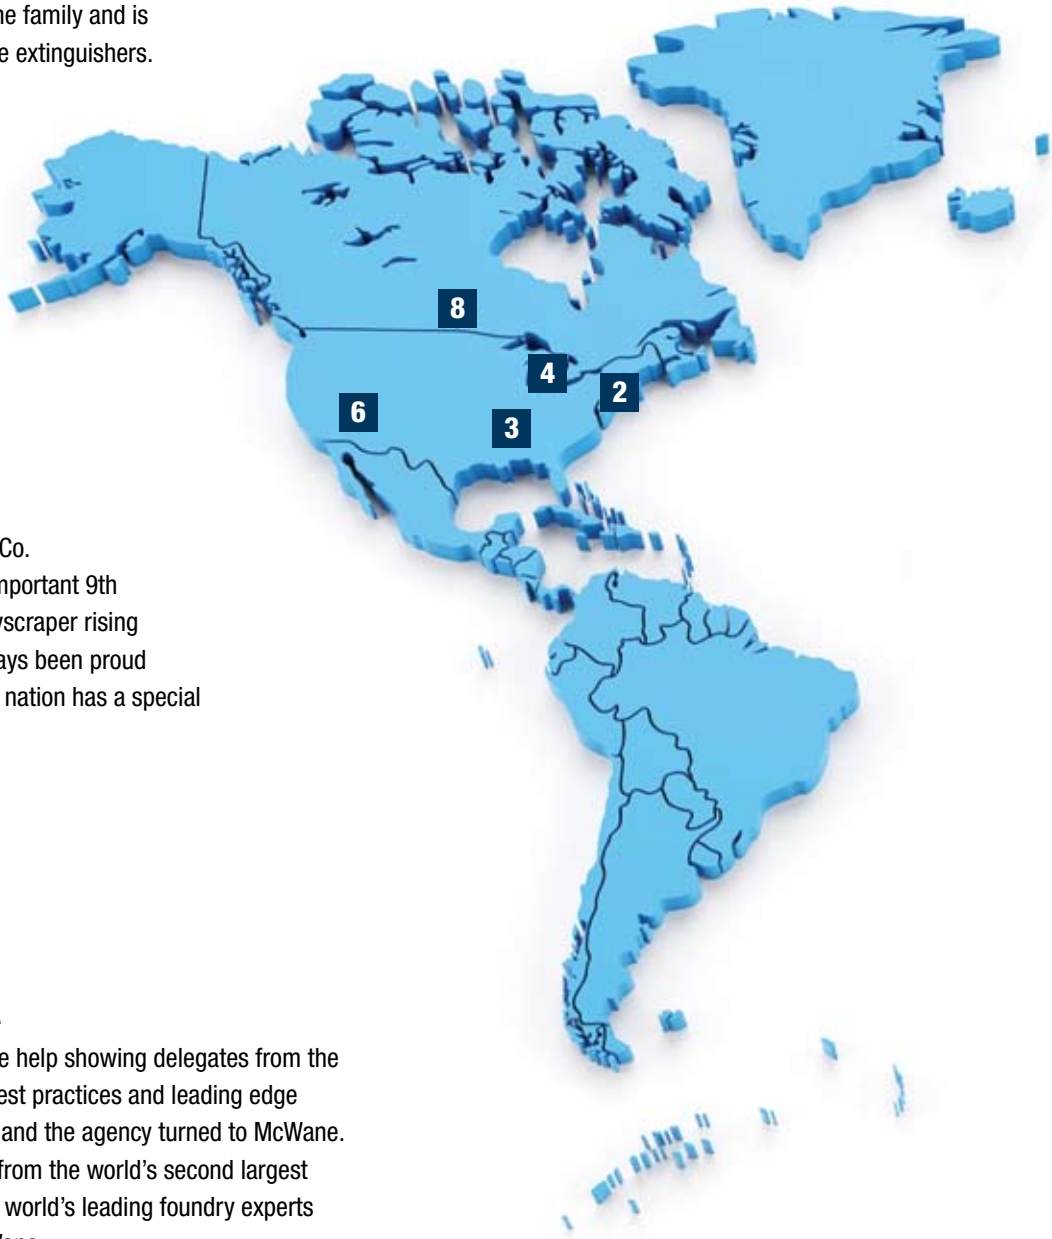 ne family and is
e extinguishers.
8
4
2
6
3
Co.
mportant 9th
yscraper rising
ays been proud
nation has a special
e help showing delegates from the
est practices and leading edge
and the agency turned to McWane.
from the world's second largest
world's leading foundry experts